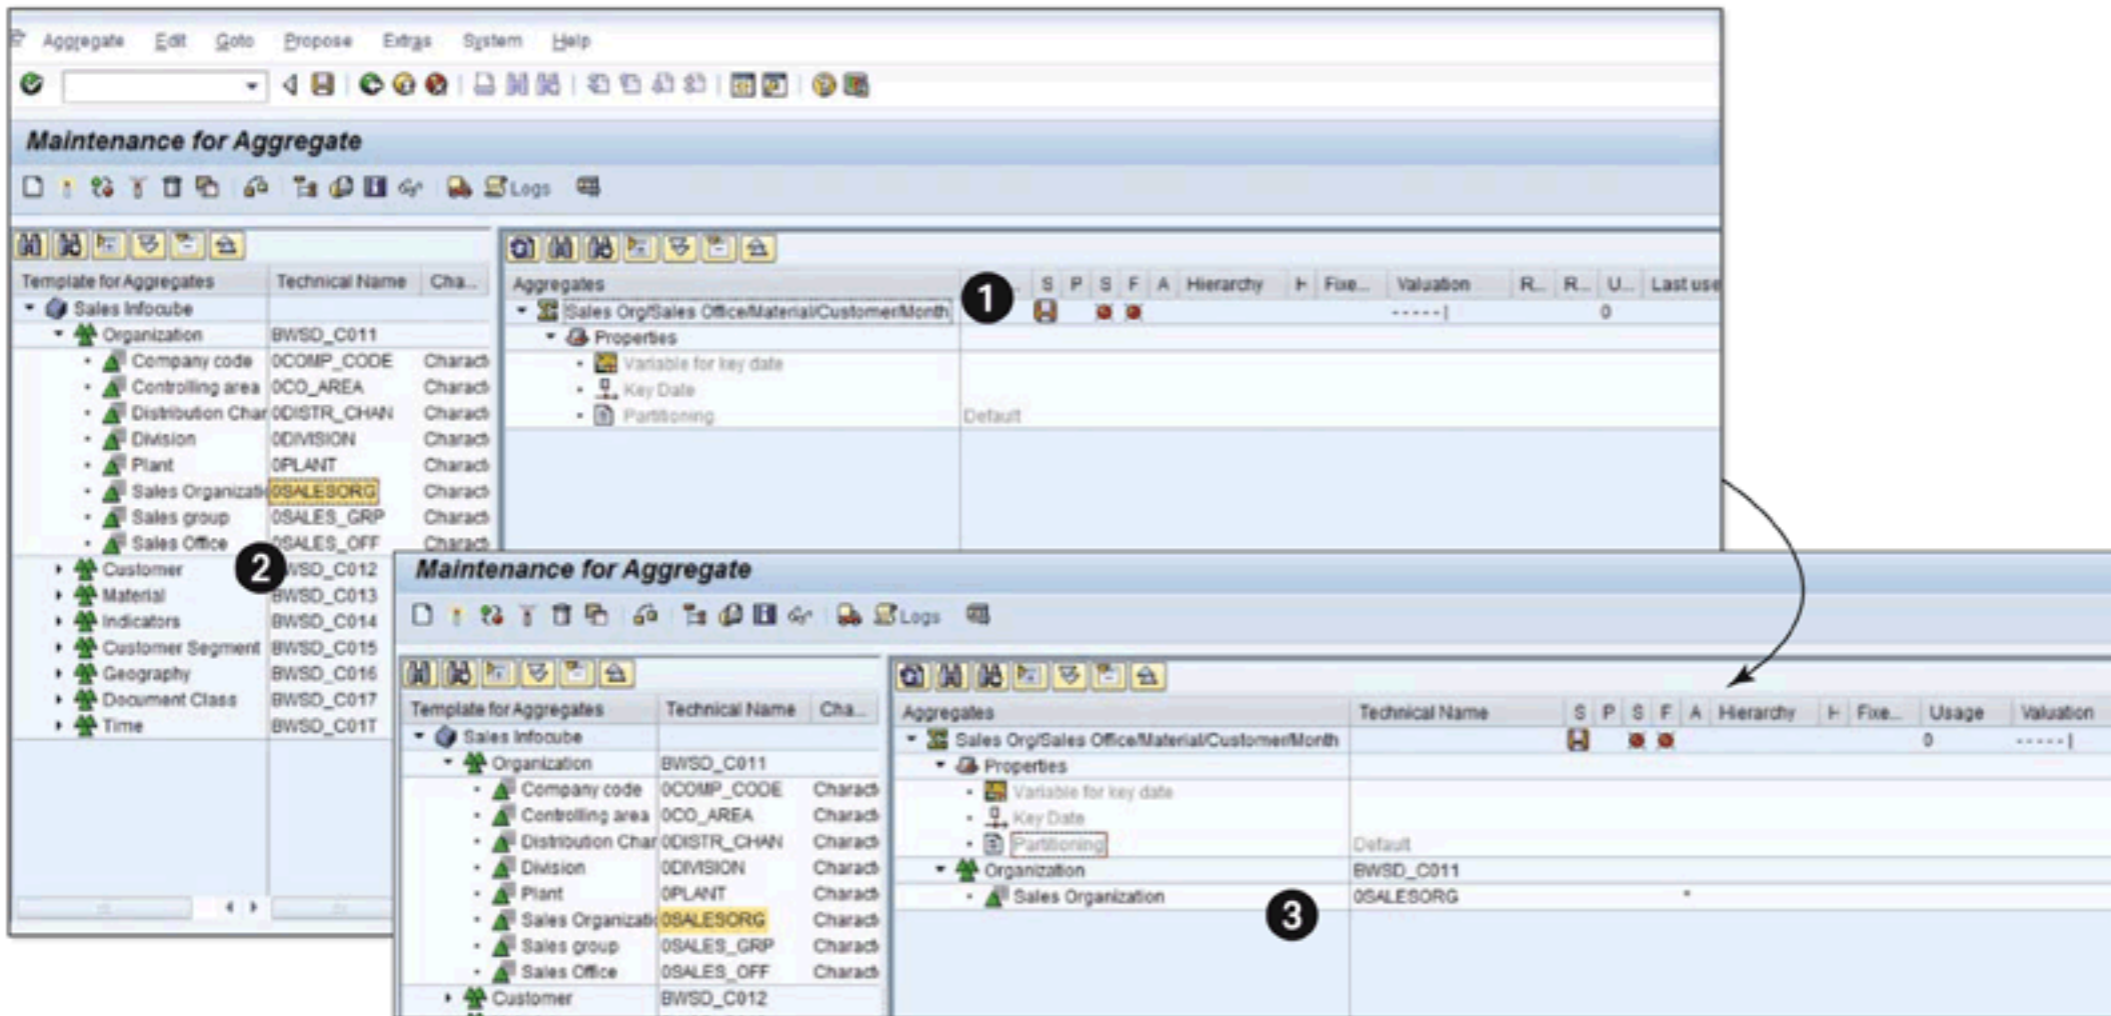 Aggregate Edit Goto Propose Extras System Help
Maintenance for Aggregate
Logs
Template for Aggregates Technical Name Cha...
Sales Infocube
Organization BWSD_C011
Company code 0COMP_CODE Charact
Controlling area 0CO_AREA Charact
Distribution Char 0DISTR_CHAN Charact
Division 0DIVISION Charact
Plant 0PLANT Charact
Sales Organizati 0SALESORG Charact
Sales group 0SALES_GRP Charact
Sales Office 0SALES_OFF Charact
Customer BWSD_C012
Material BWSD_C013
Indicators BWSD_C014
Customer Segment BWSD_C015
Geography BWSD_C016
Document Class BWSD_C017
Time BWSD_C01T
2
Aggregates S P S F A Hierarchy H Fixe... Valuation R... R... U... Last use
1
Sales Org/Sales Office/Material/Customer/Month - - - - - | 0
Properties
Variable for key date
Key Date
Partitioning Default
Maintenance for Aggregate
Logs
Template for Aggregates Technical Name Cha...
Sales Infocube
Organization BWSD_C011
Company code 0COMP_CODE Charact
Controlling area 0CO_AREA Charact
Distribution Char 0DISTR_CHAN Charact
Division 0DIVISION Charact
Plant 0PLANT Charact
Sales Organizati 0SALESORG Charact
Sales group 0SALES_GRP Charact
Sales Office 0SALES_OFF Charact
Customer BWSD_C012
Aggregates Technical Name S P S F A Hierarchy H Fixe... Usage Valuation
Sales Org/Sales Office/Material/Customer/Month 0 - - - - - |
Properties
Variable for key date
Key Date
Partitioning Default
Organization BWSD_C011
Sales Organization 0SALESORG *
3